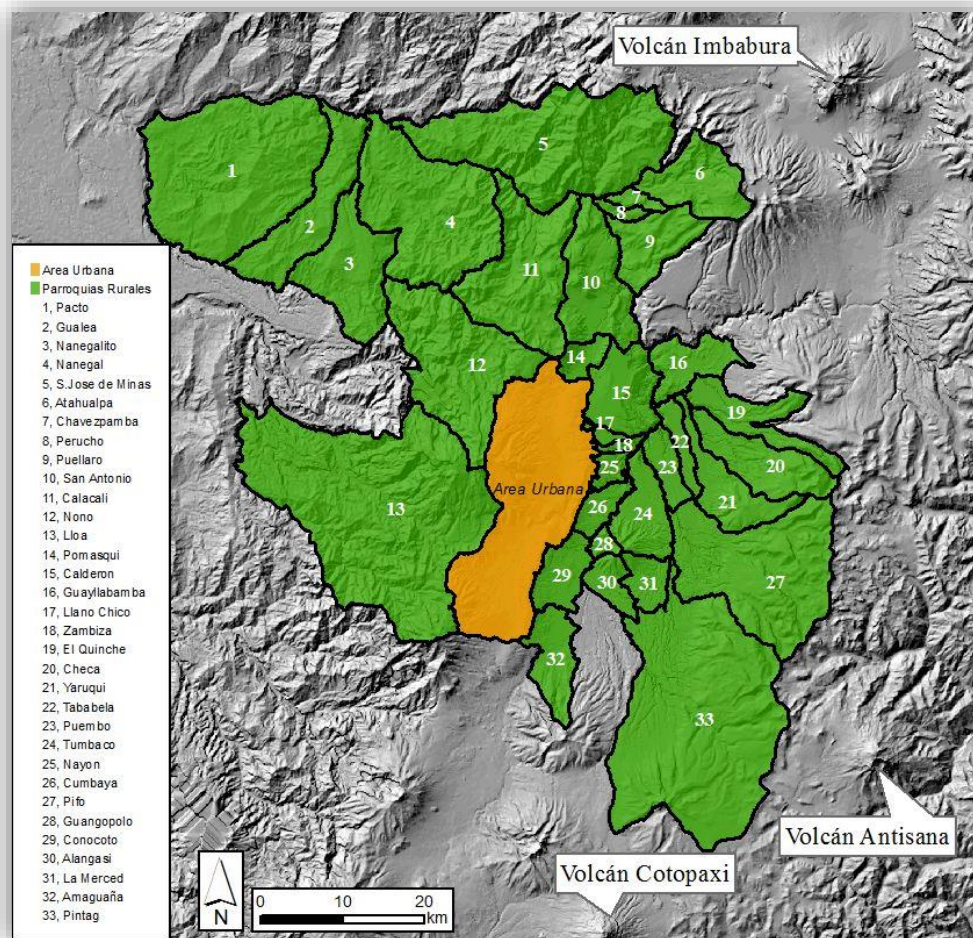 Volcán Imbabura
5
1
6
7
2
8
4
9
3
11
10
Area Urbana
Parroquias Rurales
1, Pacto
2, Gualea
3, Nanegalito
4, Nanegal
5, S.Jose de Minas
6, Atahualpa
7, Chavezpamba
8, Perucho
9, Puellaro
10, San Antonio
11, Calacali
12, Nono
13, Lloa
14, Pomasqui
15, Calderon
16, Guayllabamba
17, Llano Chico
18, Zambiza
19, El Quinche
20, Checa
21, Yaruqui
22, Tababela
23, Puembo
24, Tumbaco
25, Nayon
26, Cumbaya
27, Pifo
28, Guangopolo
29, Conocoto
30, Alangasi
31, La Merced
32, Amaguaña
33, Pintag
14
16
12
15
19
17
22
18
25
23
20
Area Urbana
21
13
26
24
28
29
30
31
27
32
33
Volcán Antisana
Volcán Cotopaxi
N
0 10 20
km